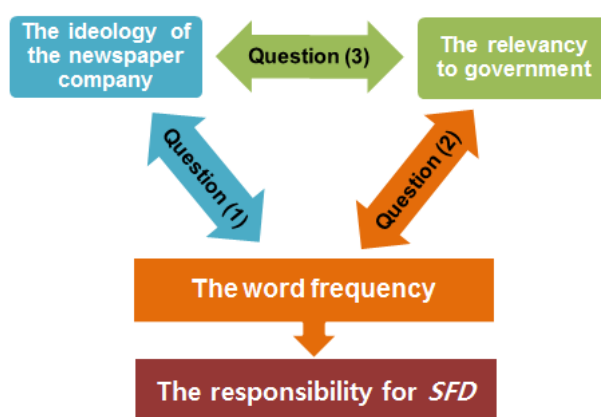 The ideology of
the newspaper
company
Question (3)
The relevancy
to government
Question (1)
Question (2)
The word frequency
The responsibility for SFD